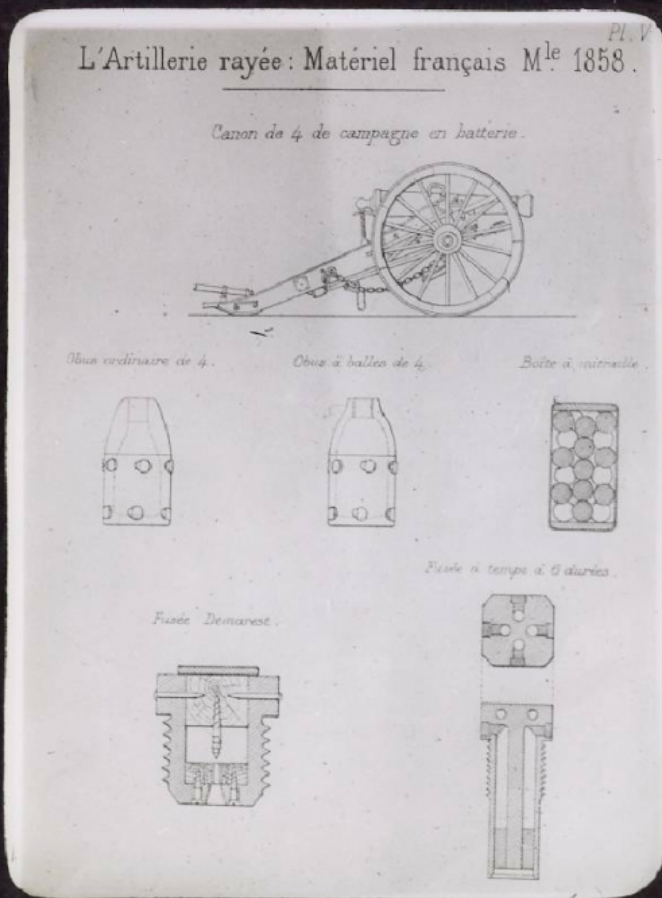 Pl. V
L'Artillerie rayée : Matériel français Mle 1858.
Canon de 4 de campagne en batterie.
Obus ordinaire de 4.
Obus à balles de 4.
Boîte à mitraille.
Fusée à temps à 6 durées.
Fusée Demarest.